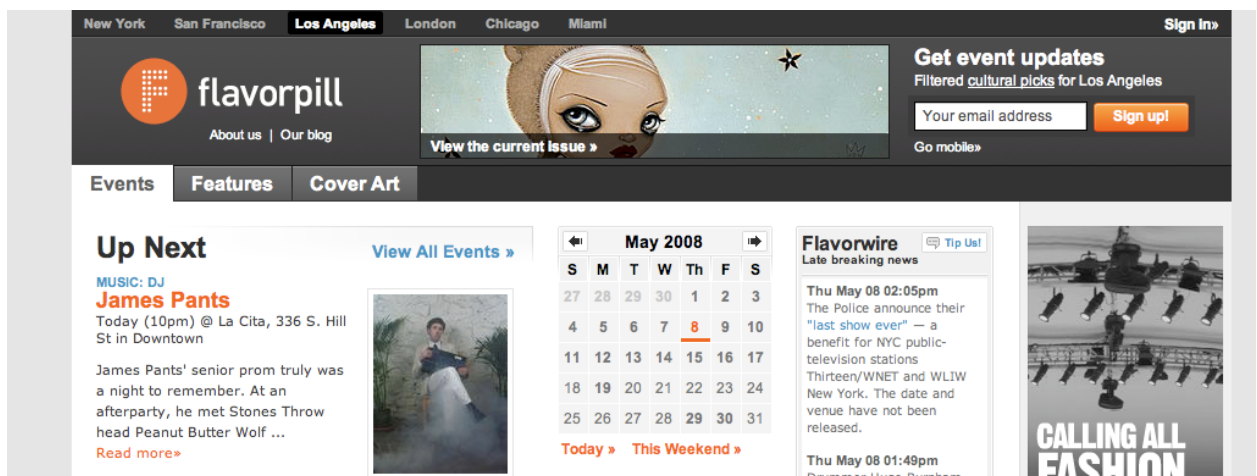 New York San Francisco Los Angeles London Chicago Miami Sign In»
flavorpill
About us | Our blog
View the current issue »
Get event updates
Filtered cultural picks for Los Angeles
Your email address Sign up!
Go mobile»
Events Features Cover Art
Up Next
View All Events »
MUSIC: DJ
James Pants
Today (10pm) @ La Cita, 336 S. Hill
St in Downtown
James Pants' senior prom truly was
a night to remember. At an
afterparty, he met Stones Throw
head Peanut Butter Wolf ...
Read more»
May 2008
S M T W Th F S
27 28 29 30 1 2 3
4 5 6 7 8 9 10
11 12 13 14 15 16 17
18 19 20 21 22 23 24
25 26 27 28 29 30 31
Today » This Weekend »
Flavorwire Tip Us!
Late breaking news
Thu May 08 02:05pm
The Police announce their
"last show ever" — a
benefit for NYC public-
television stations
Thirteen/WNET and WLIW
New York. The date and
venue have not been
released.
Thu May 08 01:49pm
Drummer Hugo Burnham
CALLING ALL
FASHION